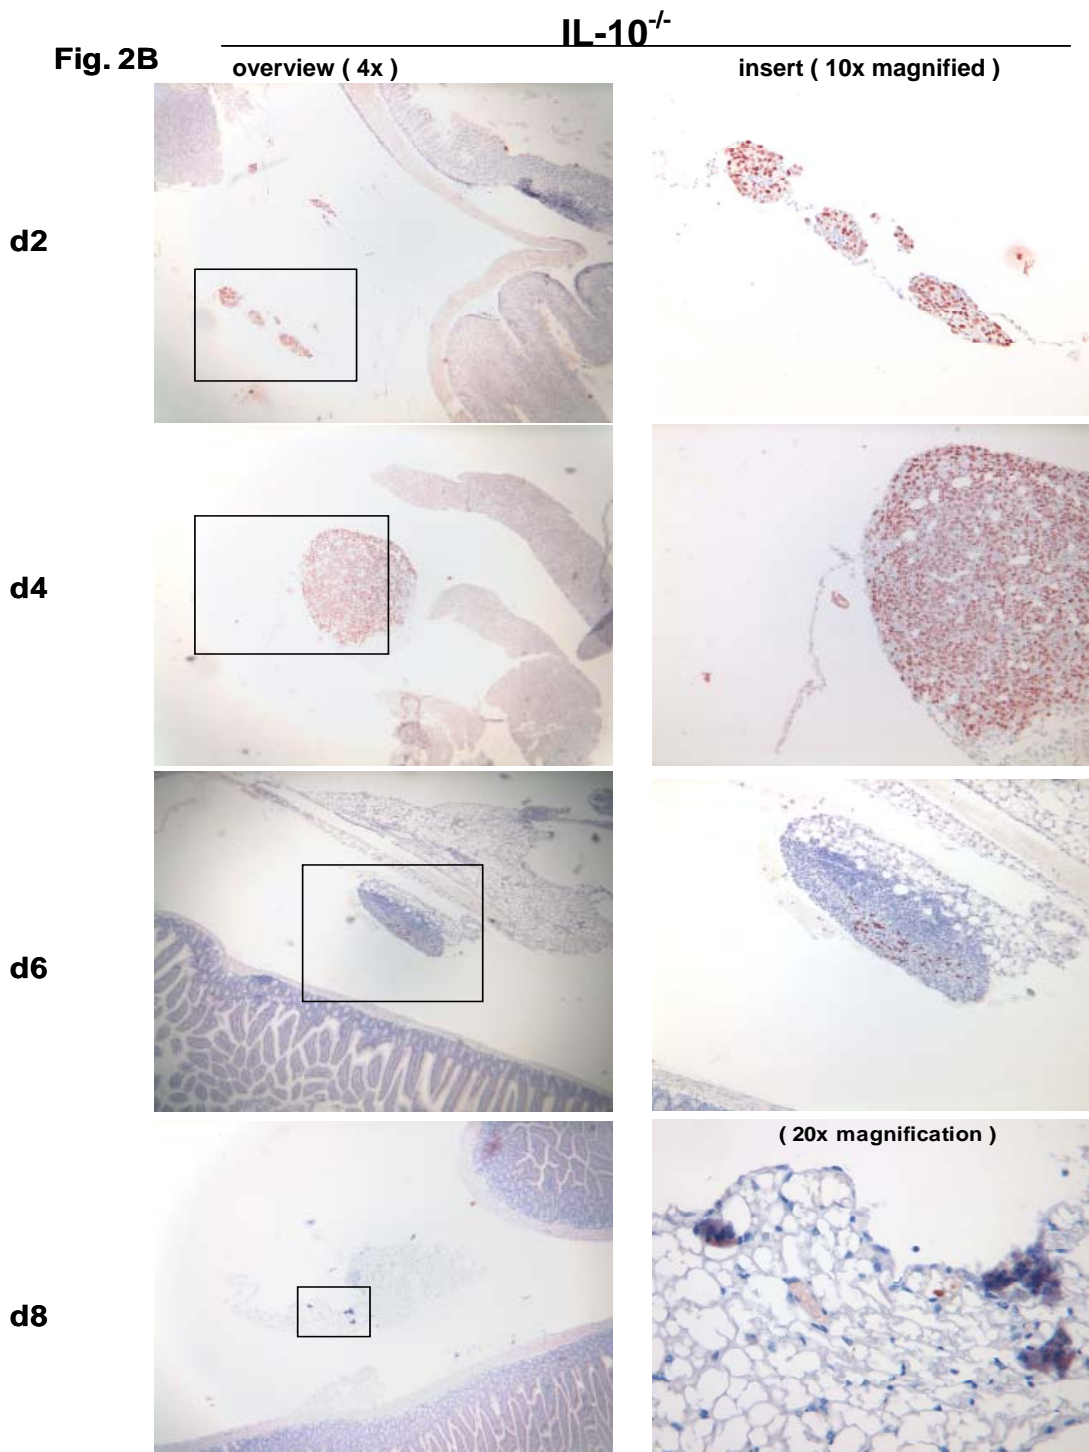 IL-10-/-
Fig. 2B
overview ( 4x )
insert ( 10x magnified )
d2
d4
d6
d8
( 20x magnification )